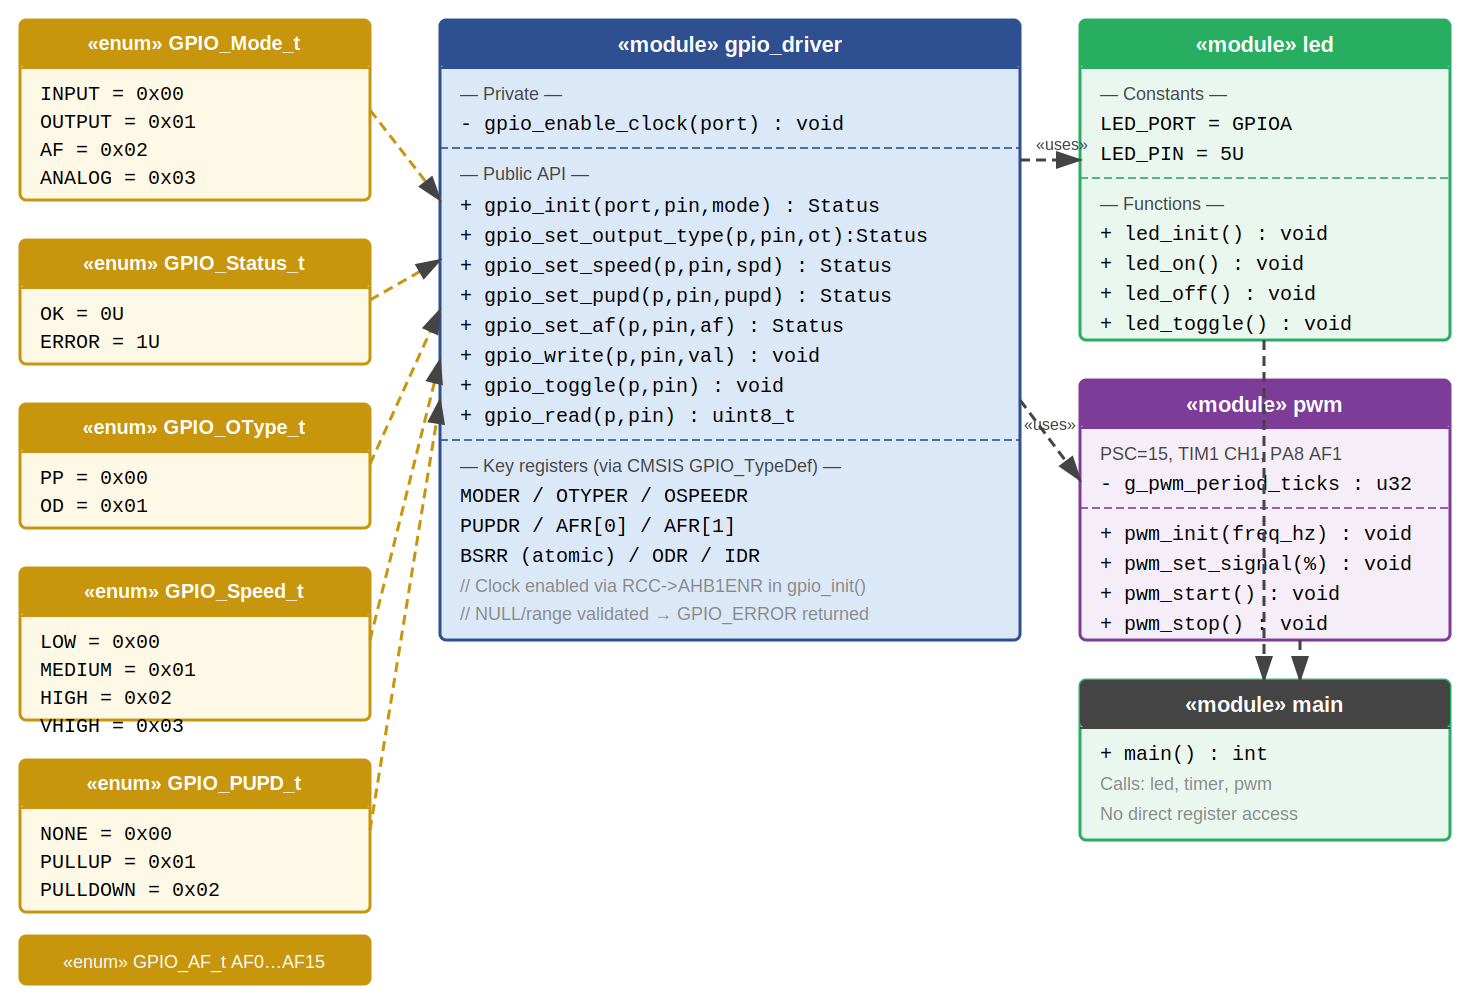 «enum» GPIO_Mode_t
INPUT = 0x00
OUTPUT = 0x01
AF = 0x02
ANALOG = 0x03
«enum» GPIO_Status_t
OK = 0U
ERROR = 1U
«enum» GPIO_OType_t
PP = 0x00
OD = 0x01
«enum» GPIO_Speed_t
LOW = 0x00
MEDIUM = 0x01
HIGH = 0x02
VHIGH = 0x03
«enum» GPIO_PUPD_t
NONE = 0x00
PULLUP = 0x01
PULLDOWN = 0x02
«enum» GPIO_AF_t AF0...AF15
«module» gpio_driver
— Private —
- gpio_enable_clock(port) : void
— Public API —
+ gpio_init(port,pin,mode) : Status
+ gpio_set_output_type(p,pin,ot):Status
+ gpio_set_speed(p,pin,spd) : Status
+ gpio_set_pupd(p,pin,pupd) : Status
+ gpio_set_af(p,pin,af) : Status
+ gpio_write(p,pin,val) : void
+ gpio_toggle(p,pin) : void
+ gpio_read(p,pin) : uint8_t
— Key registers (via CMSIS GPIO_TypeDef) —
MODER / OTYPER / OSPEEDR
PUPDR / AFR[0] / AFR[1]
BSRR (atomic) / ODR / IDR
// Clock enabled via RCC->AHB1ENR in gpio_init()
// NULL/range validated → GPIO_ERROR returned
«uses»
«uses»
«module» led
— Constants —
LED_PORT = GPIOA
LED_PIN = 5U
— Functions —
+ led_init() : void
+ led_on() : void
+ led_off() : void
+ led_toggle() : void
«module» pwm
PSC=15, TIM1 CH1, PA8 AF1
- g_pwm_period_ticks : u32
+ pwm_init(freq_hz) : void
+ pwm_set_signal(%) : void
+ pwm_start() : void
+ pwm_stop() : void
«module» main
+ main() : int
Calls: led, timer, pwm
No direct register access